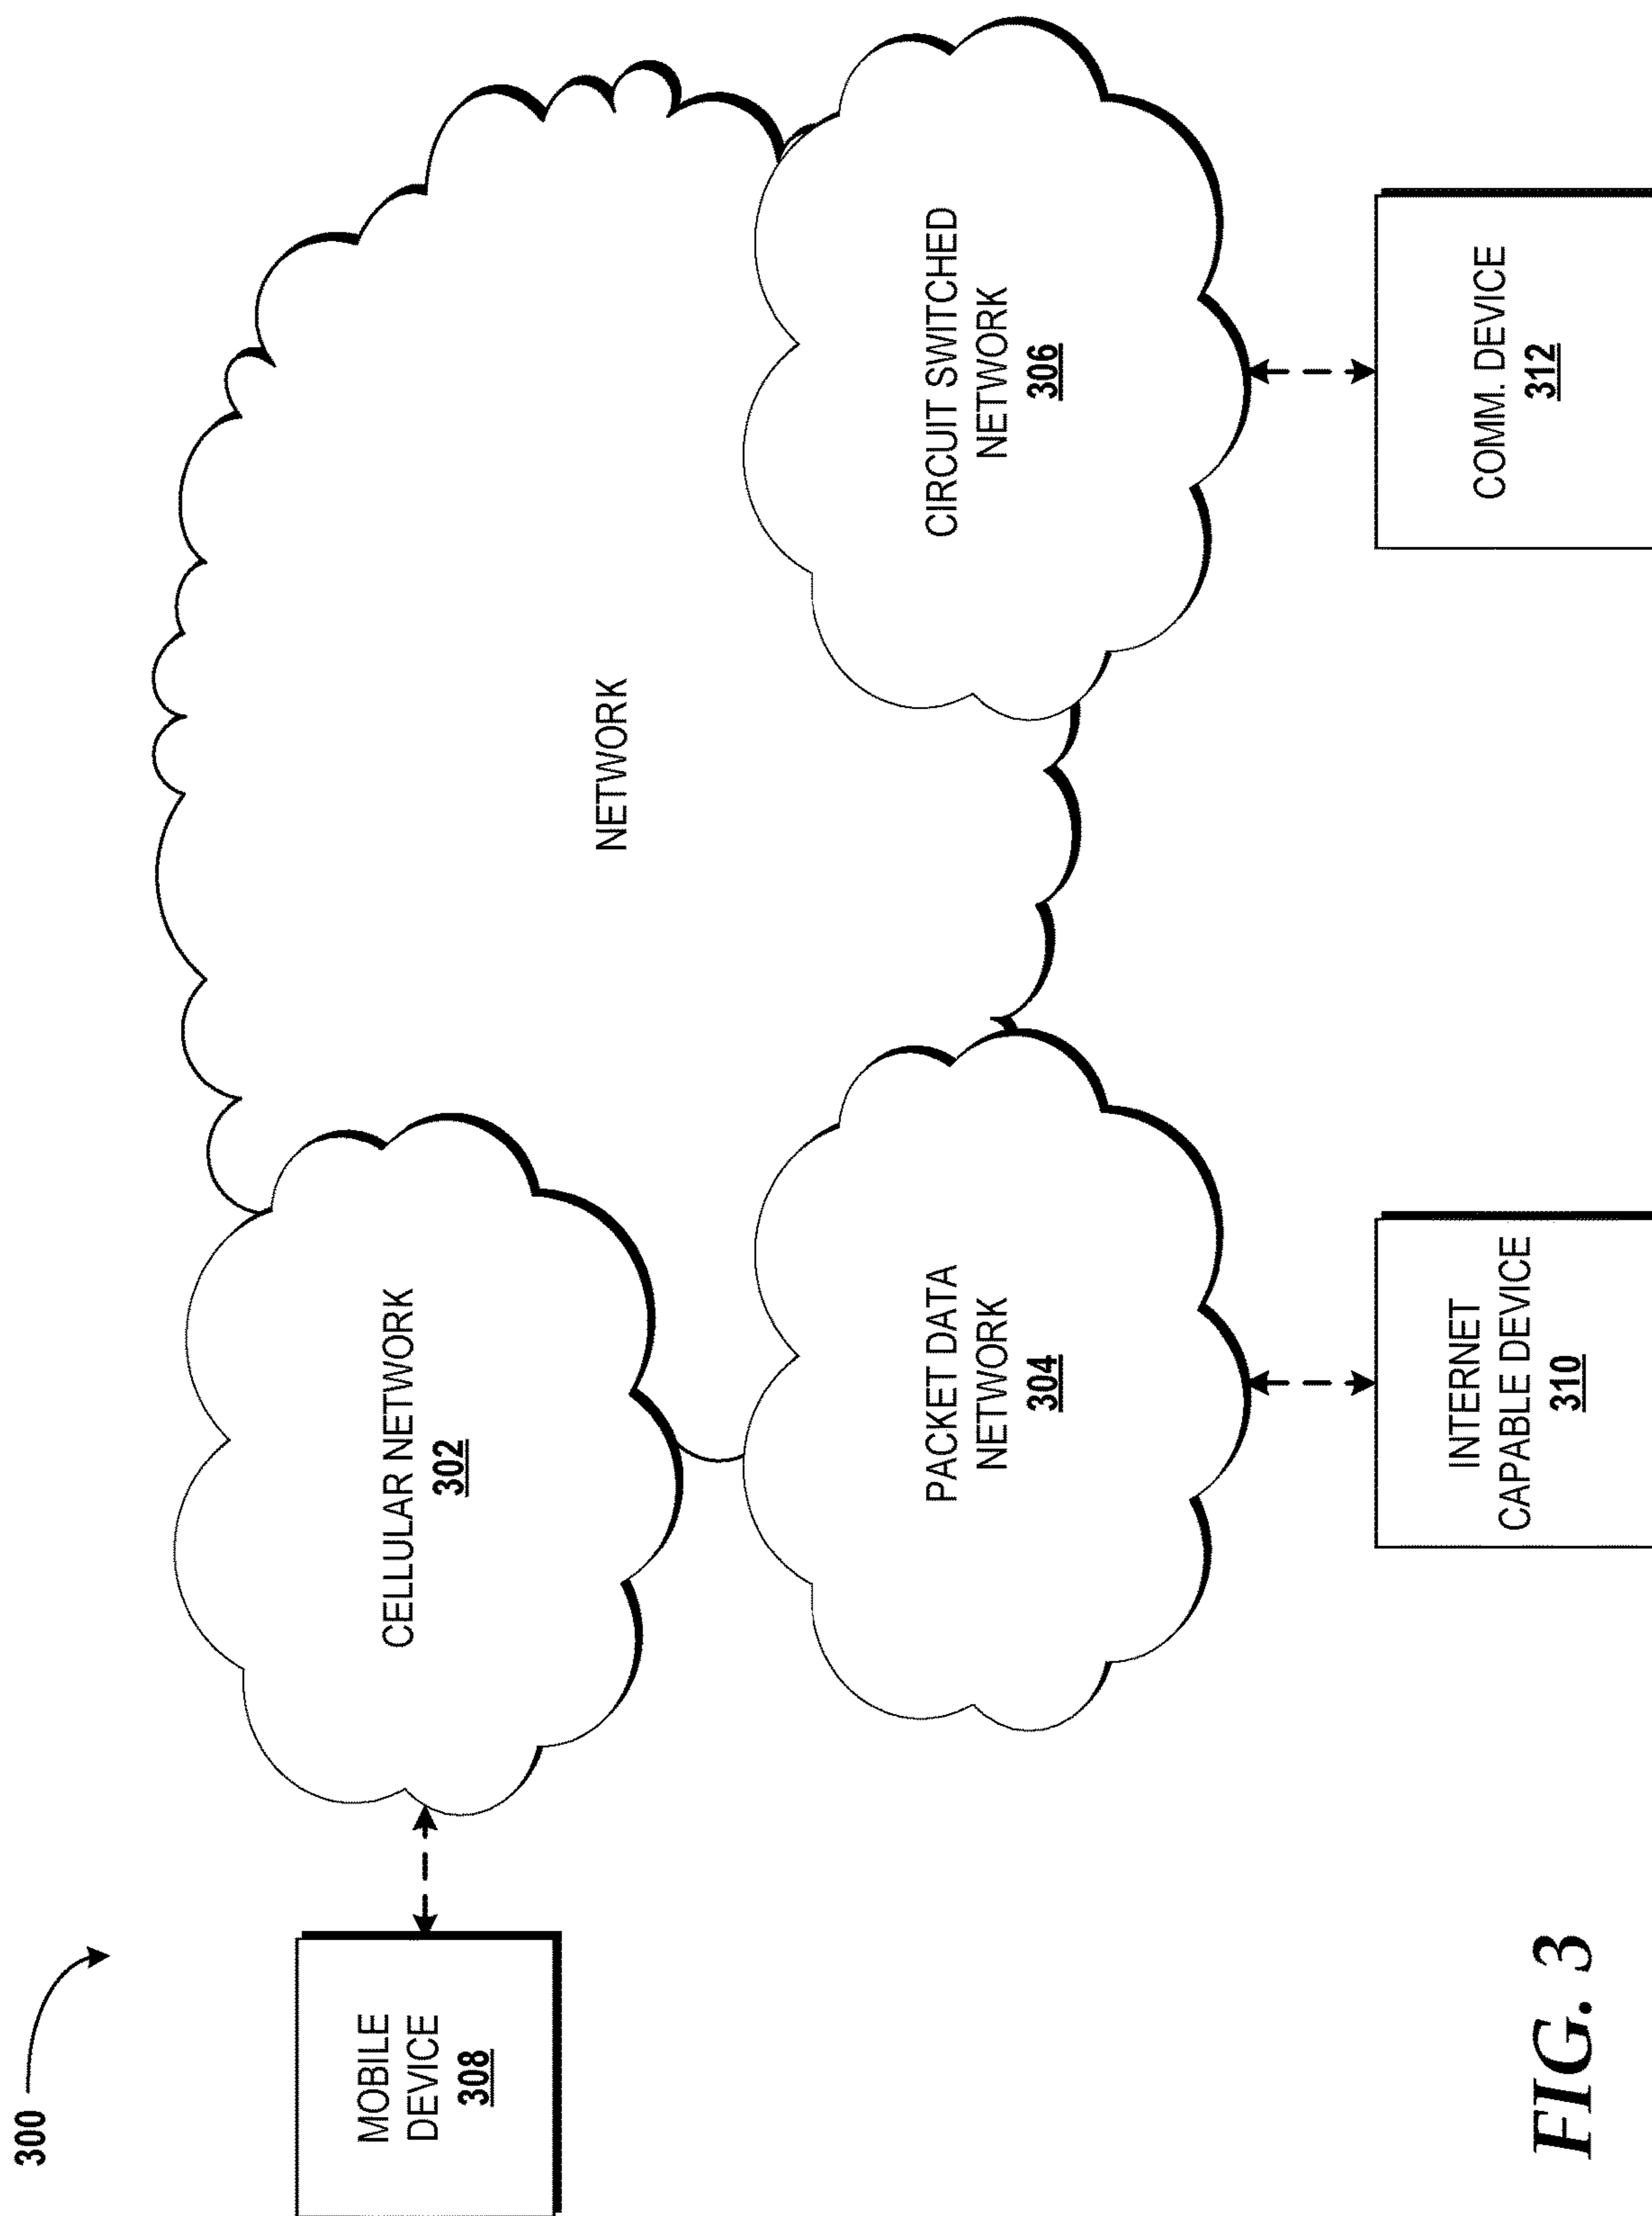 300
NETWORK
CELLULAR NETWORK
302
MOBILE
DEVICE
308
PACKET DATA
NETWORK
304
CIRCUIT SWITCHED
NETWORK
306
INTERNET
CAPABLE DEVICE
310
COMM. DEVICE
312
FIG. 3